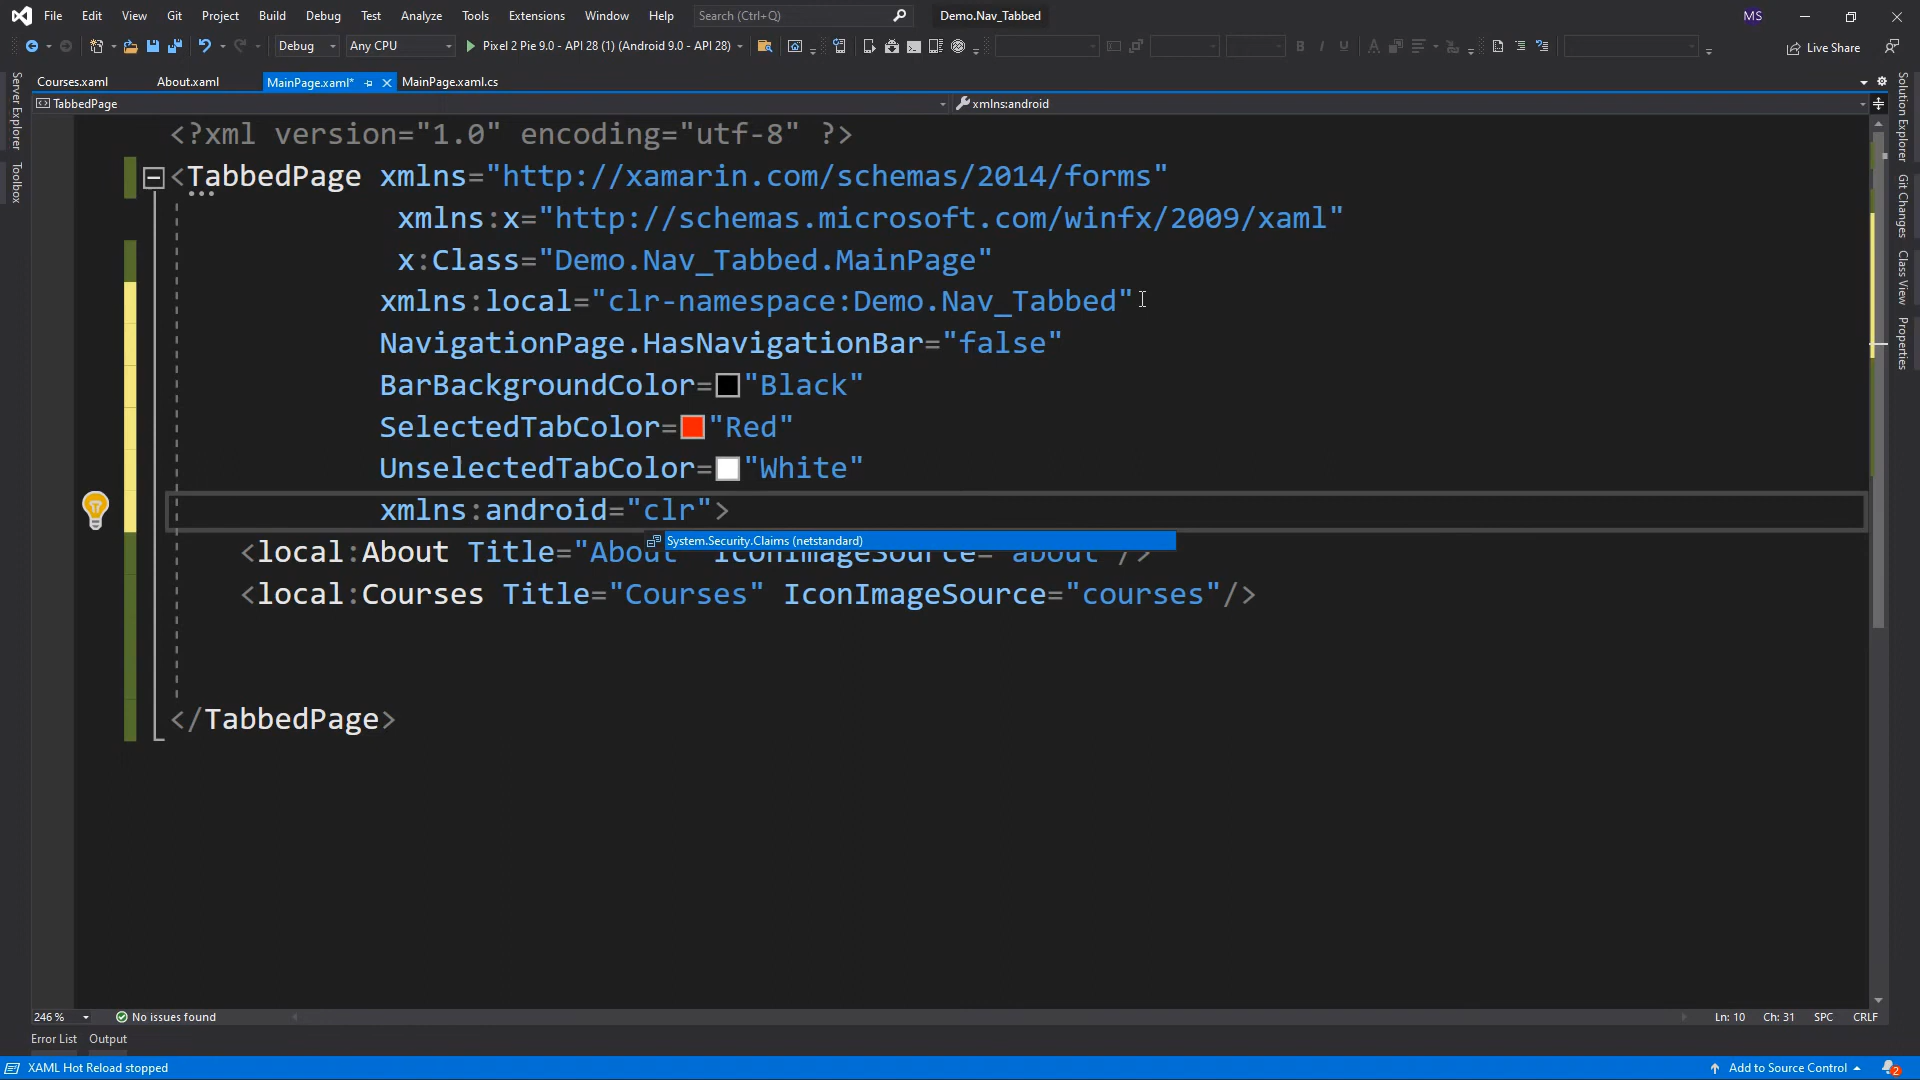 File Edit View Git Project Build Debug Test Analyze Tools Extensions Window Help Search (Ctrl+Q) Demo.Nav_Tabbed MS
Debug Any CPU Pixel 2 Pie 9.0 - API 28 (1) (Android 9.0 - API 28) Live Share
Courses.xaml About.xaml MainPage.xaml* MainPage.xaml.cs
TabbedPage xmlns:android
Server Explorer
Toolbox
Solution Explorer
Git Changes
Class View
Properties
<?xml version="1.0" encoding="utf-8" ?>
<TabbedPage xmlns="http://xamarin.com/schemas/2014/forms"
xmlns:x="http://schemas.microsoft.com/winfx/2009/xaml"
x:Class="Demo.Nav_Tabbed.MainPage"
xmlns:local="clr-namespace:Demo.Nav_Tabbed"
NavigationPage.HasNavigationBar="false"
BarBackgroundColor="Black"
SelectedTabColor="Red"
UnselectedTabColor="White"
xmlns:android="clr">
System.Security.Claims (netstandard)
<local:About Title="About" IconImageSource="about"/>
<local:Courses Title="Courses" IconImageSource="courses"/>
</TabbedPage>
246 % No issues found Ln: 10 Ch: 31 SPC CRLF
Error List Output
XAML Hot Reload stopped Add to Source Control 2